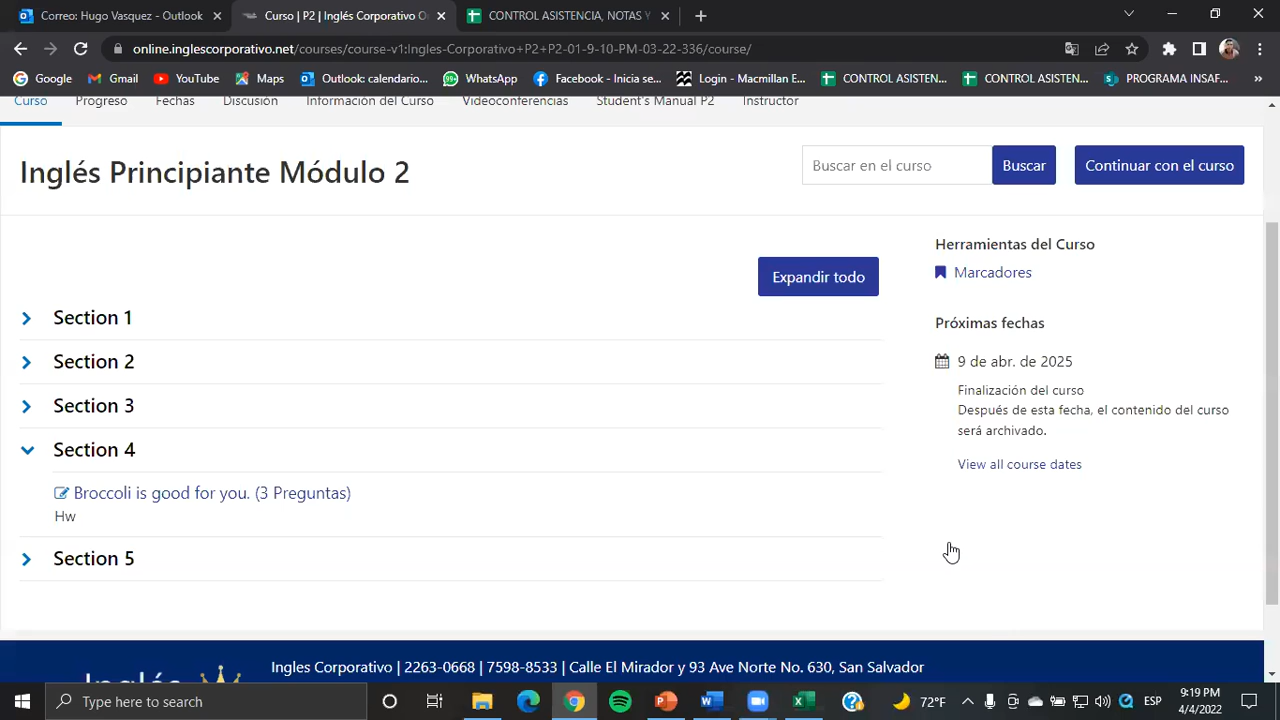 Correo: Hugo Vasquez - Outlook
Curso | P2 | Inglés Corporativo O
CONTROL ASISTENCIA, NOTAS Y
online.inglescorporativo.net/courses/course-v1:Ingles-Corporativo+P2+P2-01-9-10-PM-03-22-336/course/
Google
Gmail
YouTube
Maps
Outlook: calendario...
WhatsApp
Facebook - Inicia se...
Login - Macmillan E...
CONTROL ASISTEN...
CONTROL ASISTEN...
PROGRAMA INSAF...
Curso
Progreso
Fechas
Discusión
Información del Curso
Videoconferencias
Student's Manual P2
Instructor
Inglés Principiante Módulo 2
Buscar en el curso
Buscar
Continuar con el curso
Herramientas del Curso
Marcadores
Expandir todo
Section 1
Próximas fechas
Section 2
9 de abr. de 2025
Finalización del curso
Section 3
Después de esta fecha, el contenido del curso
será archivado.
Section 4
View all course dates
Broccoli is good for you. (3 Preguntas)
Hw
Section 5
Ingles Corporativo | 2263-0668 | 7598-8533 | Calle El Mirador y 93 Ave Norte No. 630, San Salvador
Inglés
Type here to search
72°F
ESP
9:19 PM
4/4/2022